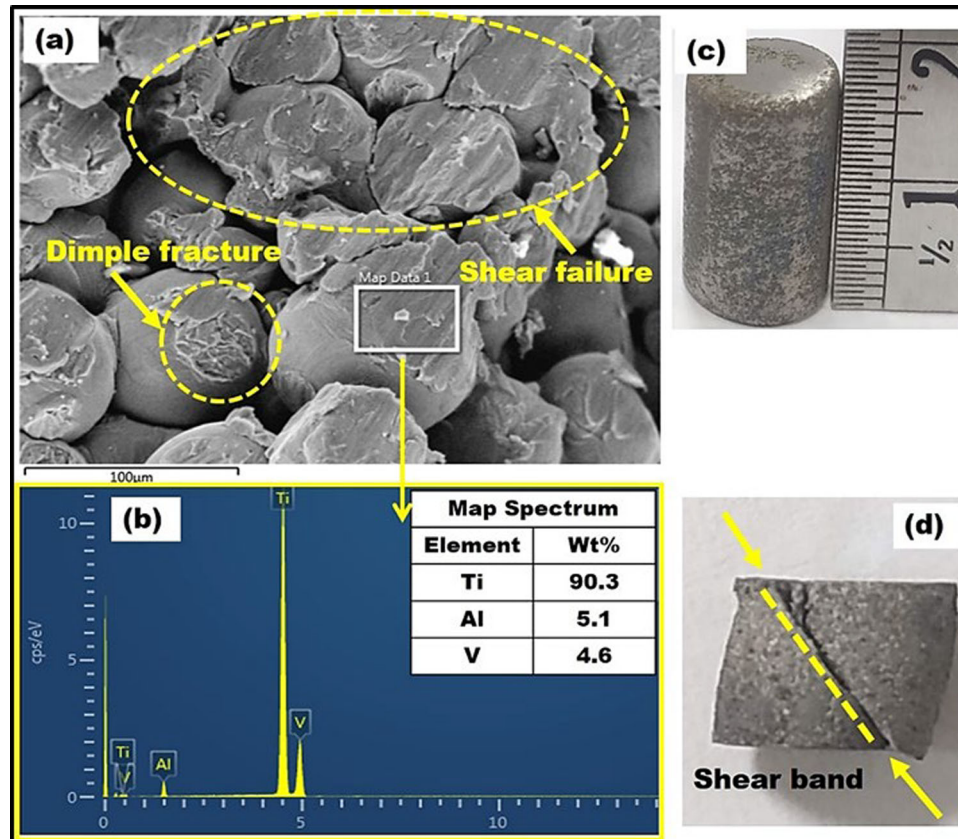 (a)
Dimple fracture
Shear failure
Map Data 1
100µm
(b)
cps/eV
10
5
0
Ti
V
Al
Ti
V
0
5
10
Map Spectrum
Element Wt%
Ti 90.3
Al 5.1
V 4.6
(c)
2
1
½
(d)
Shear band